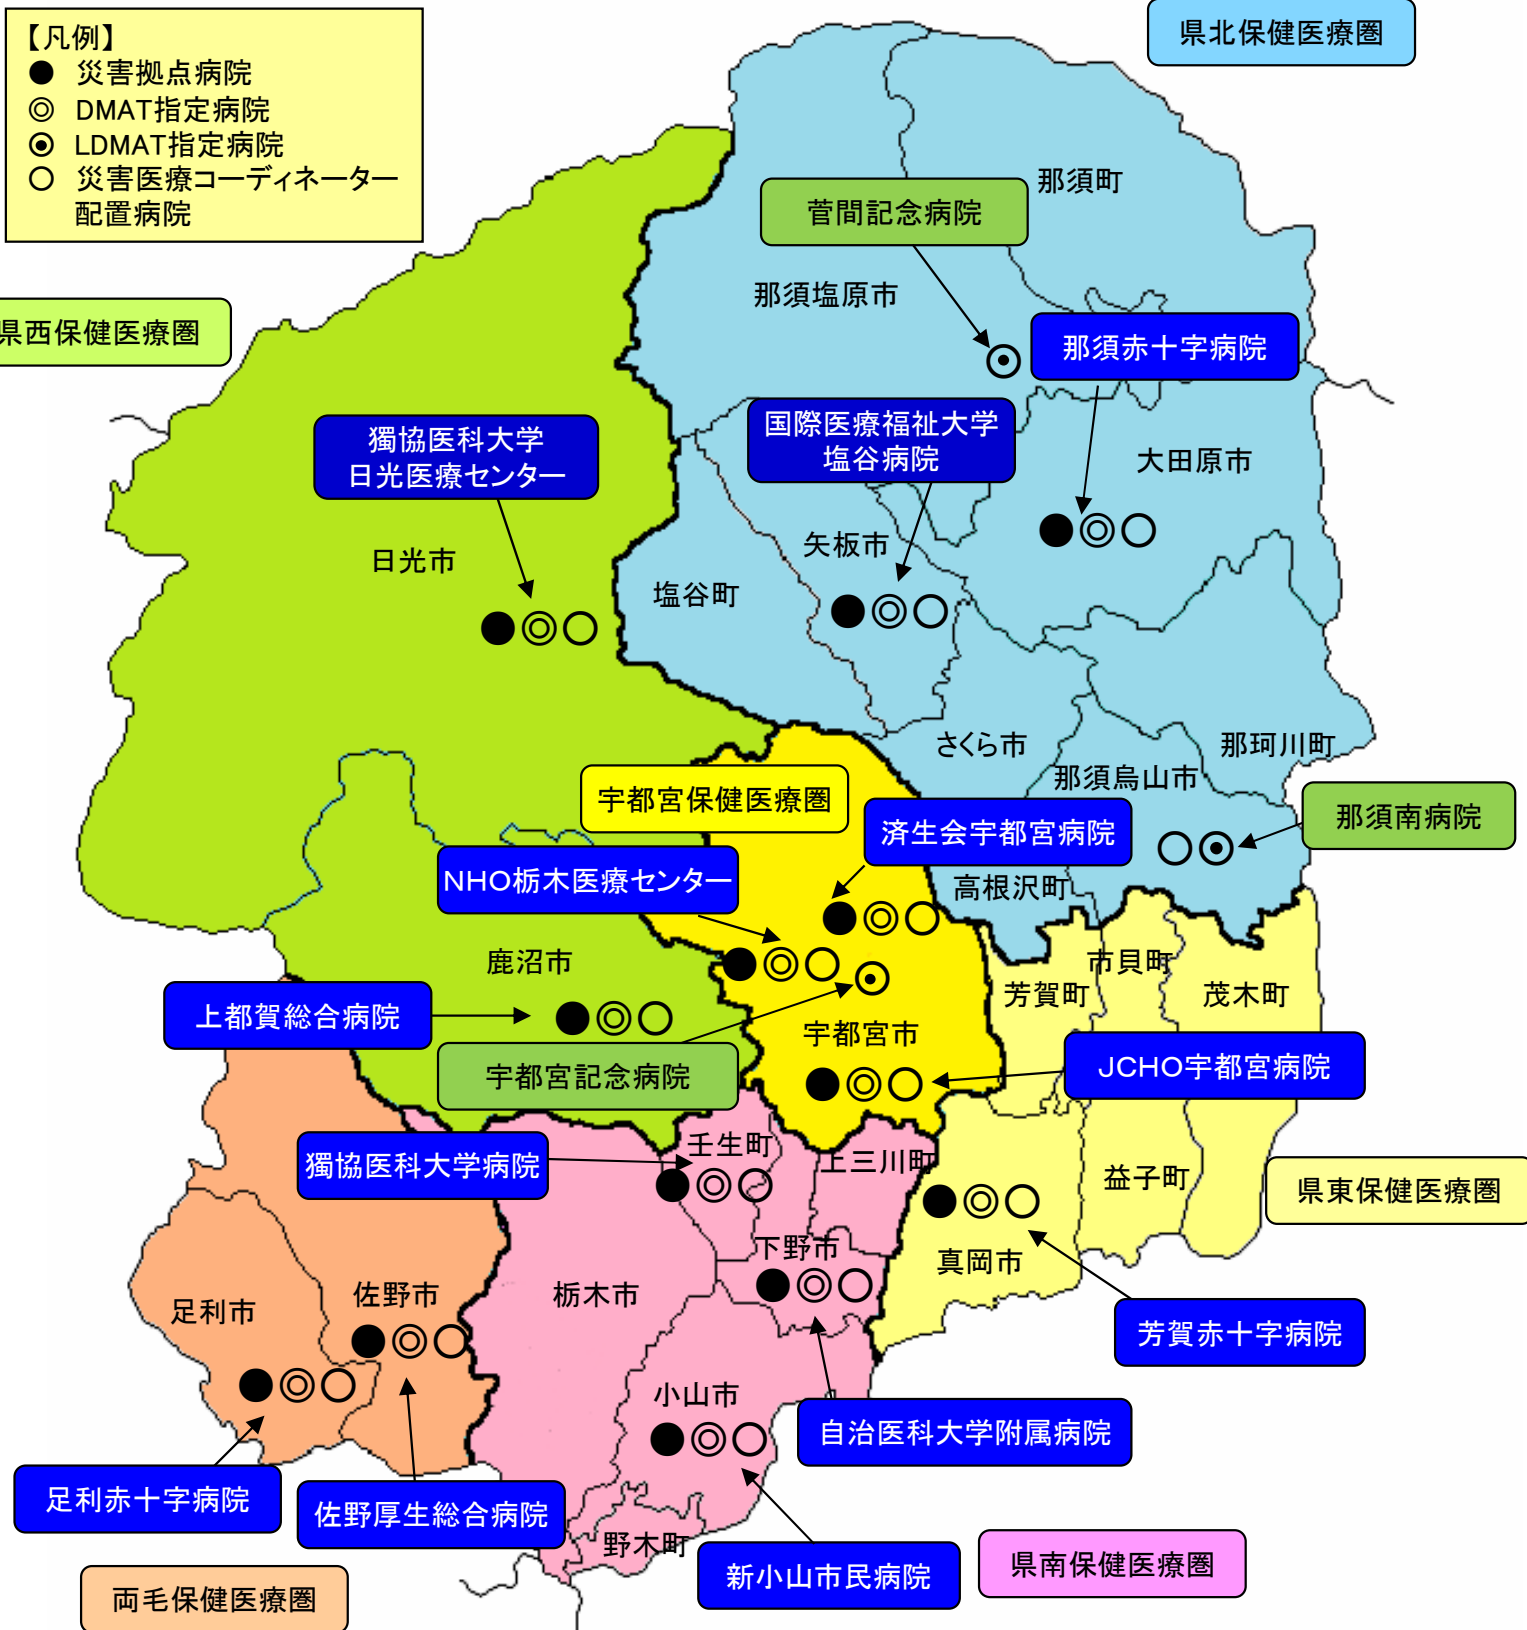 【凡例】
● 災害拠点病院
◎ DMAT指定病院
⦿ LDMAT指定病院
○ 災害医療コーディネーター
配置病院
県北保健医療圏
那須町
菅間記念病院
那須塩原市
県西保健医療圏
那須赤十字病院
国際医療福祉大学
塩谷病院
獨協医科大学
日光医療センター
大田原市
矢板市
日光市
塩谷町
さくら市
那珂川町
那須烏山市
宇都宮保健医療圏
済生会宇都宮病院
那須南病院
NHO栃木医療センター
高根沢町
鹿沼市
市貝町
芳賀町
茂木町
上都賀総合病院
宇都宮市
宇都宮記念病院
JCHO宇都宮病院
壬生町
獨協医科大学病院
上三川町
益子町
県東保健医療圏
下野市
真岡市
佐野市
栃木市
足利市
芳賀赤十字病院
小山市
自治医科大学附属病院
足利赤十字病院
佐野厚生総合病院
野木町
新小山市民病院
県南保健医療圏
両毛保健医療圏